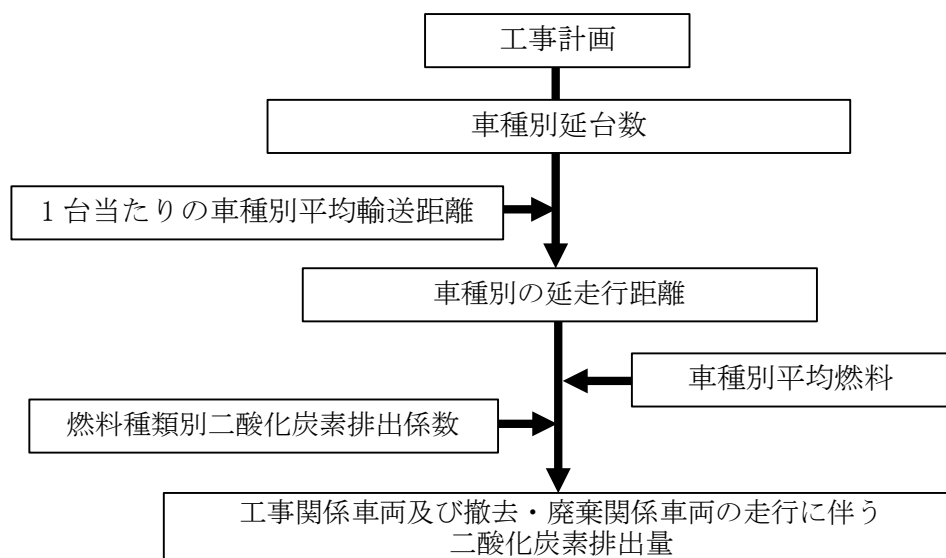 工事計画
車種別延台数
１台当たりの車種別平均輸送距離
車種別の延走行距離
車種別平均燃料
燃料種類別二酸化炭素排出係数
工事関係車両及び撤去・廃棄関係車両の走行に伴う
二酸化炭素排出量